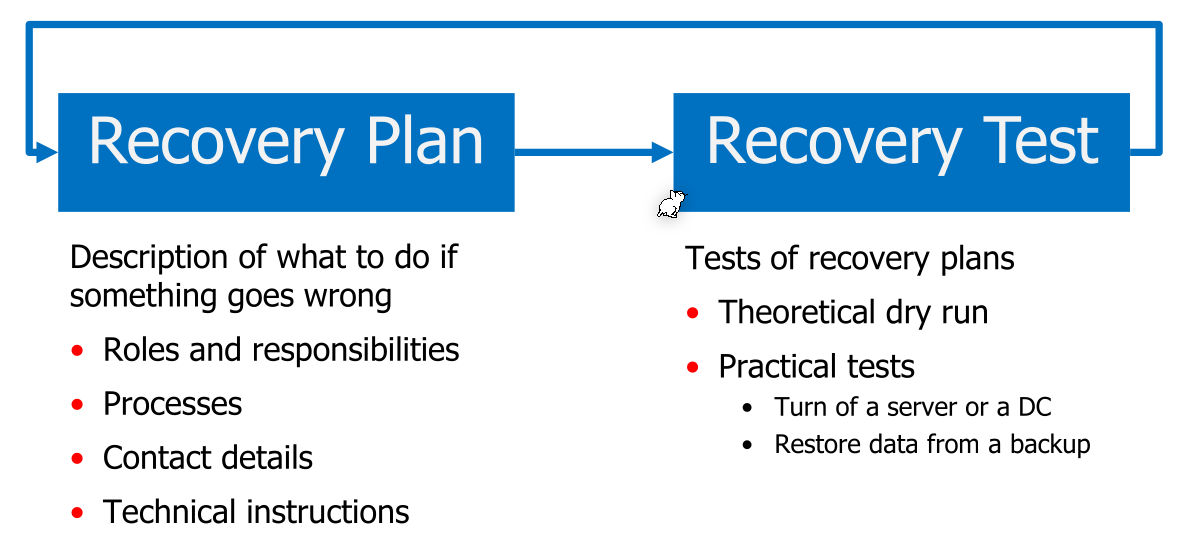 Recovery Plan
Recovery Test
Description of what to do if
something goes wrong
• Roles and responsibilities
• Processes
• Contact details
• Technical instructions
Tests of recovery plans
• Theoretical dry run
• Practical tests
• Turn of a server or a DC
• Restore data from a backup